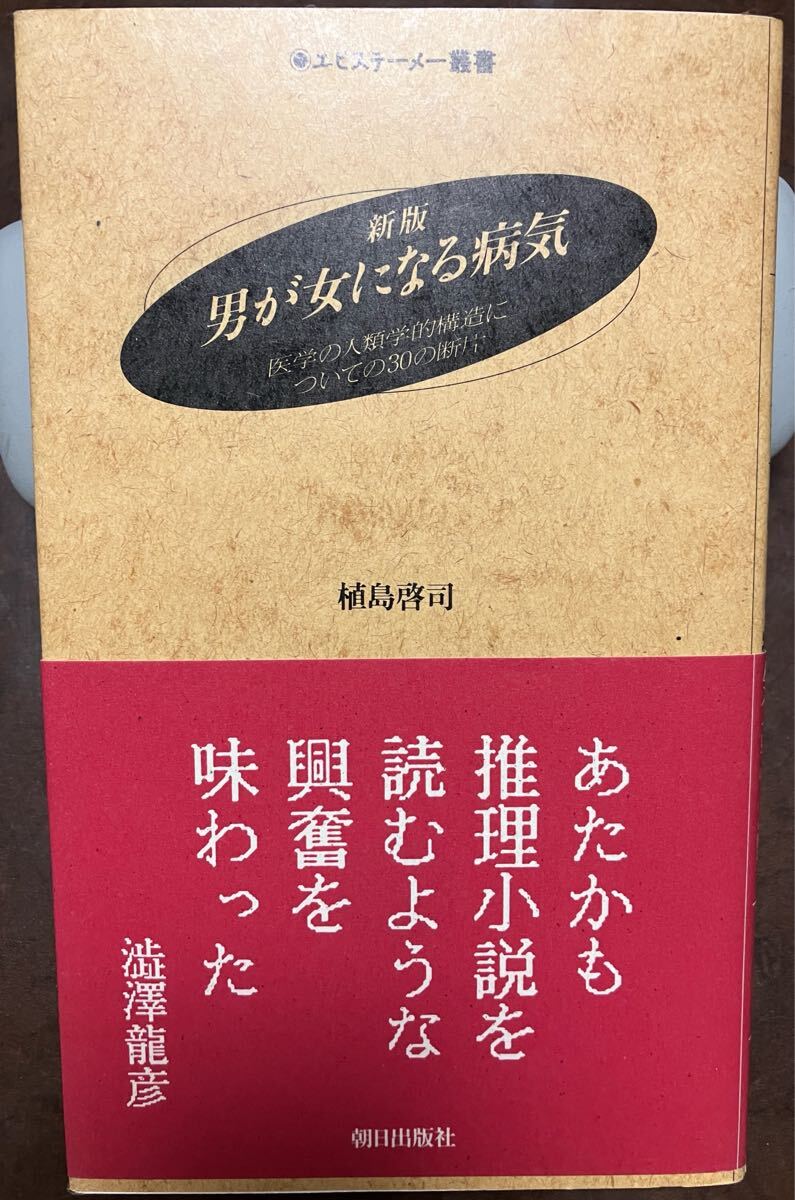 エピステーメー叢書
新版
男が女になる病気
医学の人類学的構造に
ついての30の断片
植島啓司
あたかも
推理小説を
読むような
興奮を
味わった
澁澤龍彦
朝日出版社